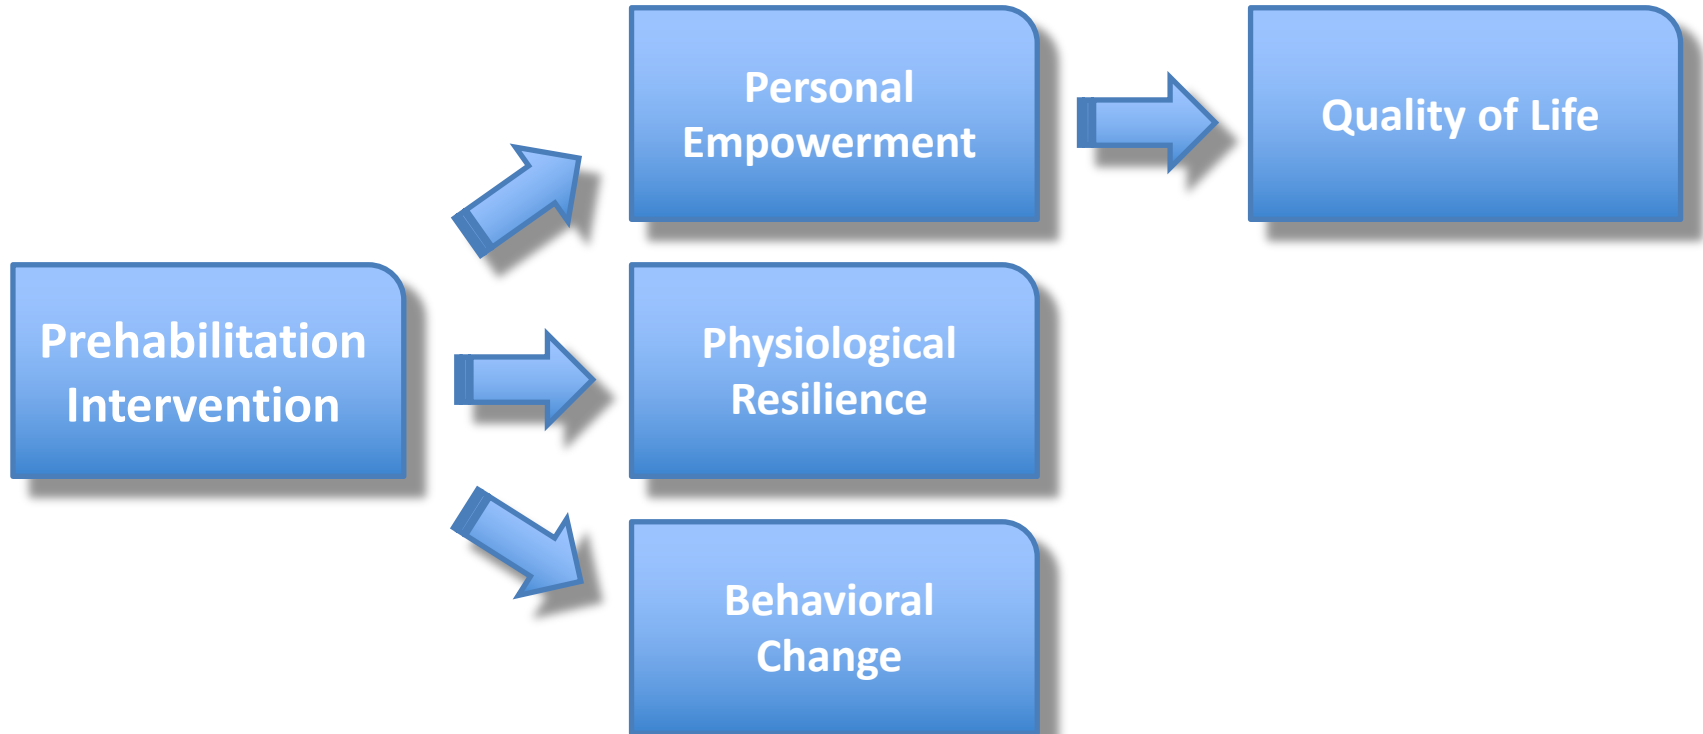 Personal
Empowerment
Quality of Life
Prehabilitation
Intervention
Physiological
Resilience
Behavioral
Change